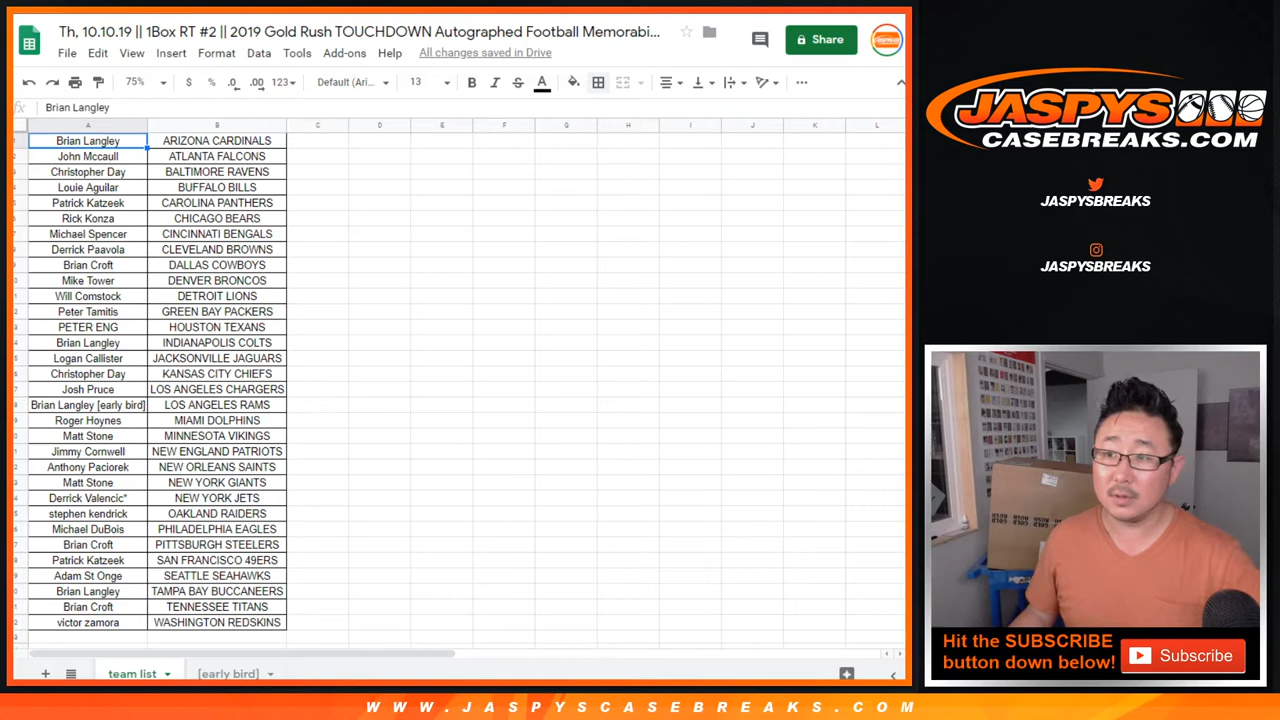 Th, 10.10.19 || 1Box RT #2 || 2019 Gold Rush TOUCHDOWN Autographed Football Memorabi...
Share
File Edit View Insert Format Data Tools Add-ons Help All changes saved in Drive
75% $ % .0 .00 123 Default (Ari... 13 B I S A
fx Brian Langley
A B C D E F G H I J K L
Brian Langley ARIZONA CARDINALS
John Mccaull ATLANTA FALCONS
Christopher Day BALTIMORE RAVENS
Louie Aguilar BUFFALO BILLS
Patrick Katzeek CAROLINA PANTHERS
Rick Konza CHICAGO BEARS
Michael Spencer CINCINNATI BENGALS
Derrick Paavola CLEVELAND BROWNS
Brian Croft DALLAS COWBOYS
Mike Tower DENVER BRONCOS
Will Comstock DETROIT LIONS
Peter Tamitis GREEN BAY PACKERS
PETER ENG HOUSTON TEXANS
Brian Langley INDIANAPOLIS COLTS
Logan Callister JACKSONVILLE JAGUARS
Christopher Day KANSAS CITY CHIEFS
Josh Pruce LOS ANGELES CHARGERS
Brian Langley [early bird] LOS ANGELES RAMS
Roger Hoynes MIAMI DOLPHINS
Matt Stone MINNESOTA VIKINGS
Jimmy Cornwell NEW ENGLAND PATRIOTS
Anthony Paciorek NEW ORLEANS SAINTS
Matt Stone NEW YORK GIANTS
Derrick Valencic* NEW YORK JETS
stephen kendrick OAKLAND RAIDERS
Michael DuBois PHILADELPHIA EAGLES
Brian Croft PITTSBURGH STEELERS
Patrick Katzeek SAN FRANCISCO 49ERS
Adam St Onge SEATTLE SEAHAWKS
Brian Langley TAMPA BAY BUCCANEERS
Brian Croft TENNESSEE TITANS
victor zamora WASHINGTON REDSKINS
team list [early bird]
JASPYS
CASEBREAKS.COM
JASPYSBREAKS
JASPYSBREAKS
Hit the SUBSCRIBE
button down below!
Subscribe
WWW.JASPYSCASEBREAKS.COM